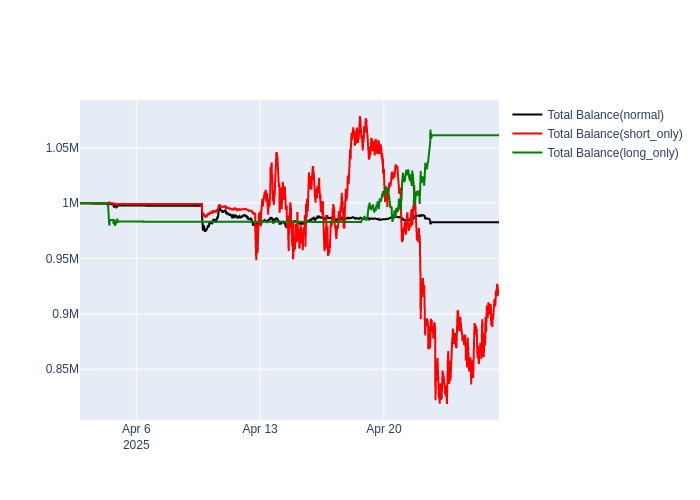 Total Balance(normal)
Total Balance(short_only)
Total Balance(long_only)
1.05M
1M
0.95M
0.9M
0.85M
Apr 6
2025
Apr 13
Apr 20